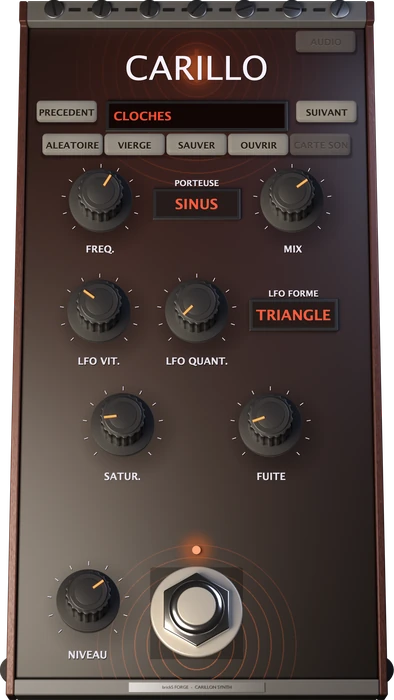 AUDIO
CARILLO
PRECEDENT
CLOCHES
SUIVANT
ALEATOIRE
VIERGE
SAUVER
OUVRIR
CARTE SON
PORTEUSE
SINUS
FREQ.
MIX
LFO FORME
TRIANGLE
LFO VIT.
LFO QUANT.
SATUR.
FUITE
NIVEAU